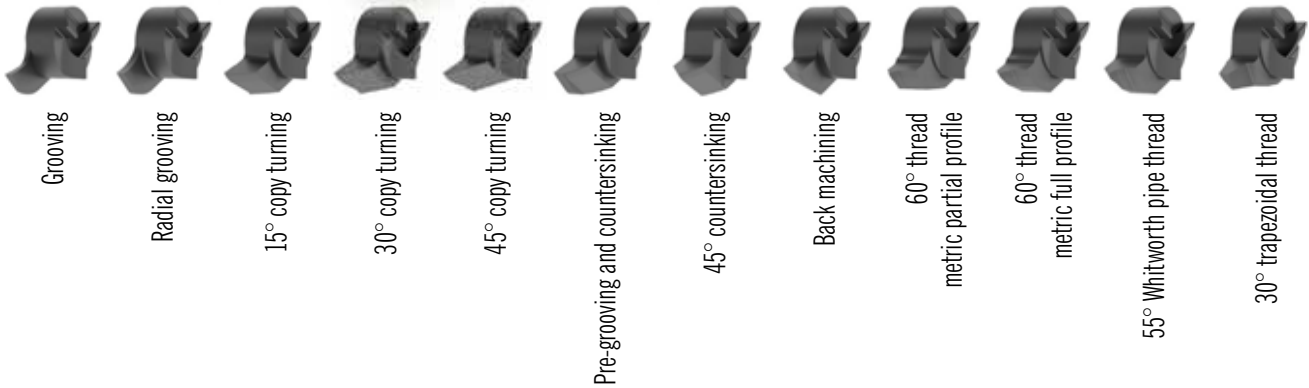 Grooving
Radial grooving
15° copy turning
30° copy turning
45° copy turning
Pre-grooving and countersinking
45° countersinking
Back machining
60° thread
metric partial profile
60° thread
metric full profile
55° Whitworth pipe thread
30° trapezoidal thread